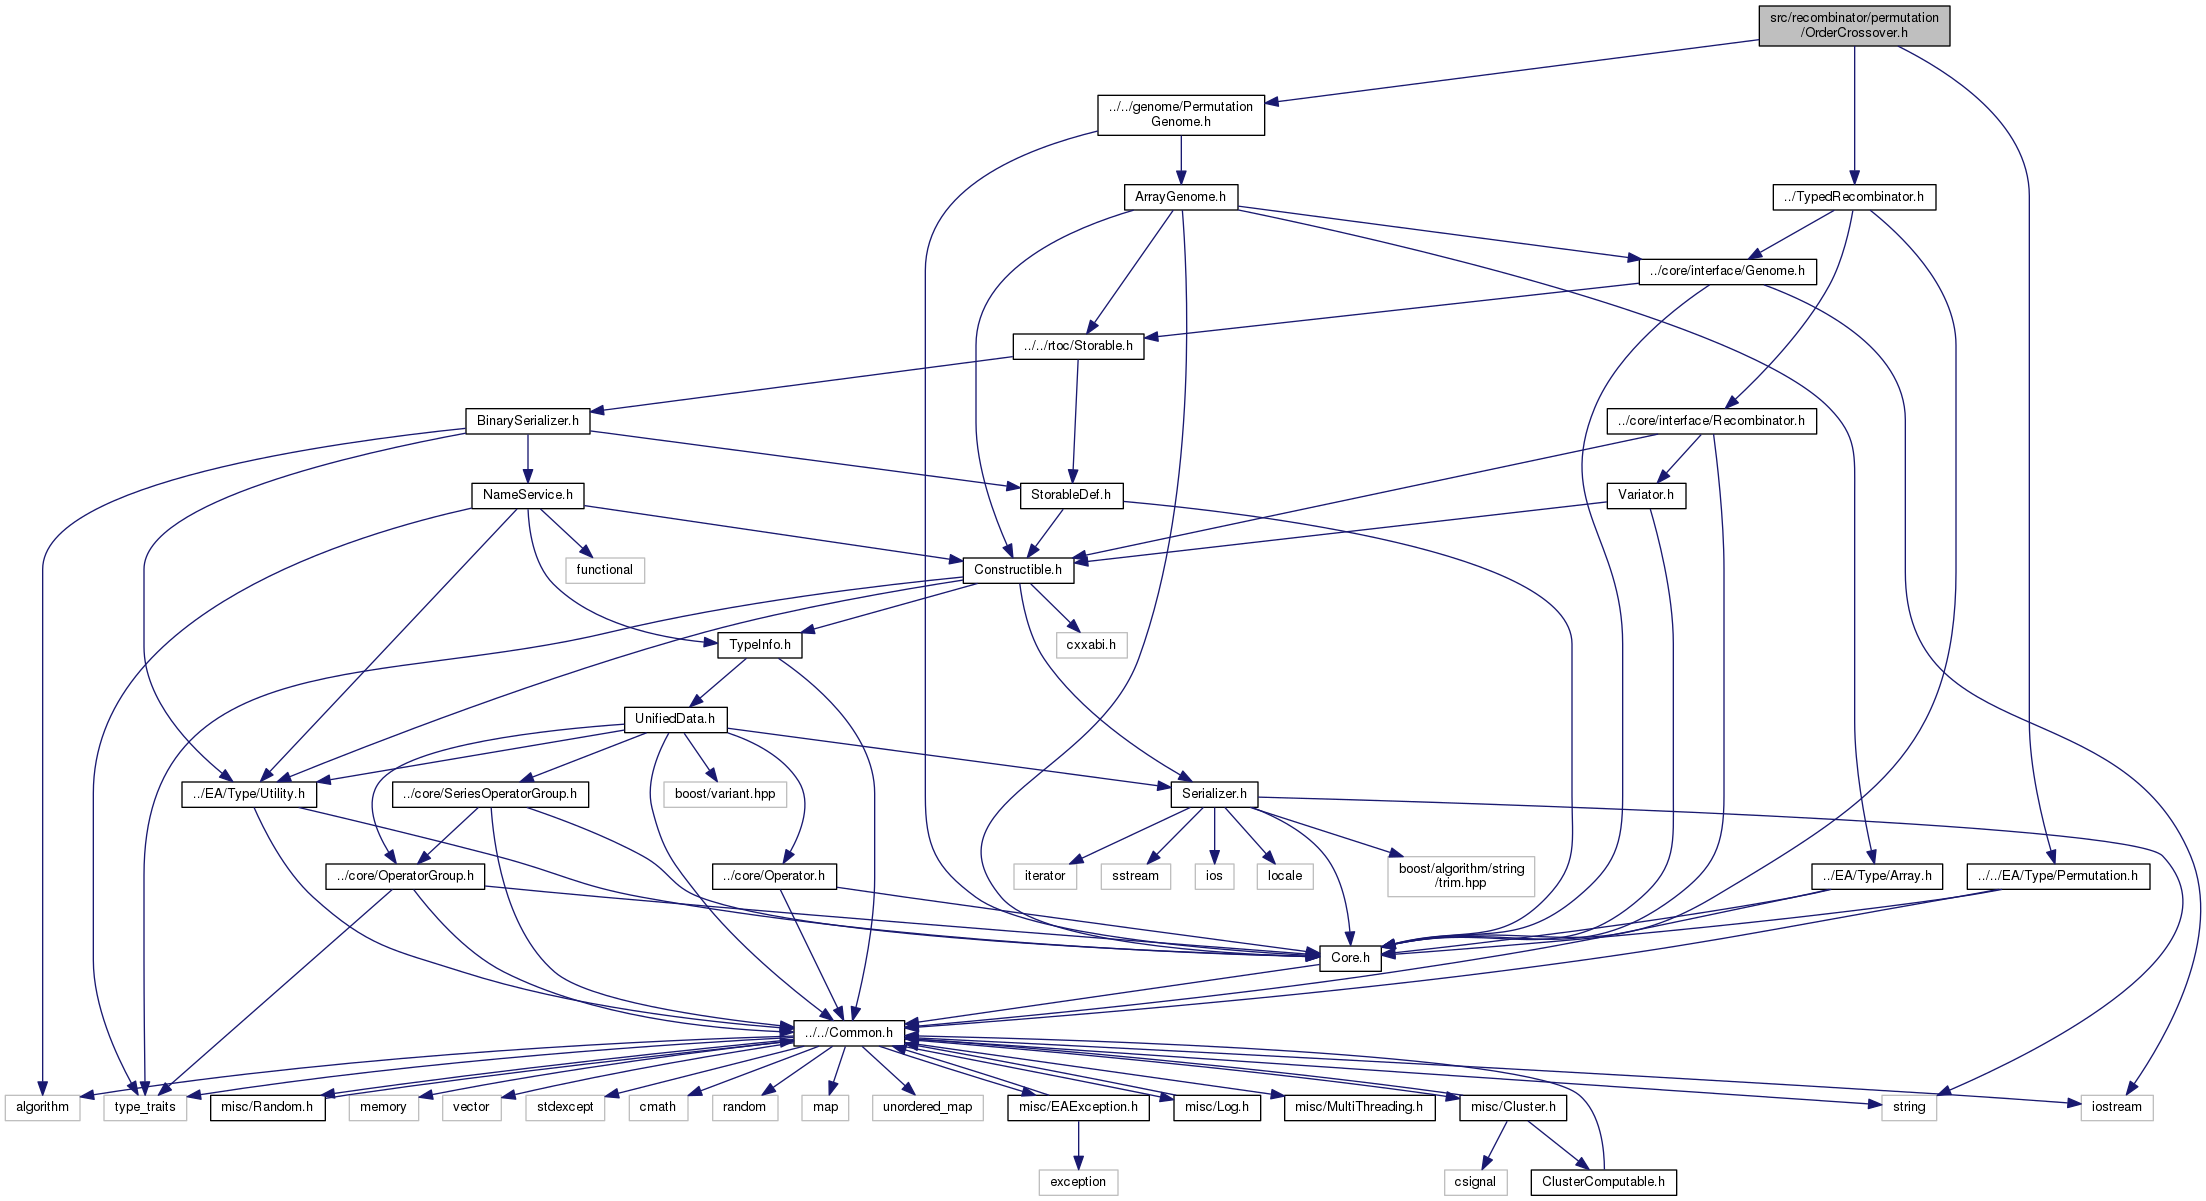 src/recombinator/permutation
/OrderCrossover.h
../../genome/Permutation
Genome.h
ArrayGenome.h
../TypedRecombinator.h
../core/interface/Genome.h
../../rtoc/Storable.h
BinarySerializer.h
../core/interface/Recombinator.h
NameService.h
StorableDef.h
Variator.h
functional
Constructible.h
TypeInfo.h
cxxabi.h
UnifiedData.h
../EA/Type/Utility.h
../core/SeriesOperatorGroup.h
boost/variant.hpp
Serializer.h
../core/OperatorGroup.h
../core/Operator.h
iterator
sstream
ios
locale
boost/algorithm/string
/trim.hpp
../EA/Type/Array.h
../../EA/Type/Permutation.h
Core.h
../../Common.h
algorithm
type_traits
misc/Random.h
memory
vector
stdexcept
cmath
random
map
unordered_map
misc/EAException.h
misc/Log.h
misc/MultiThreading.h
misc/Cluster.h
string
iostream
exception
csignal
ClusterComputable.h